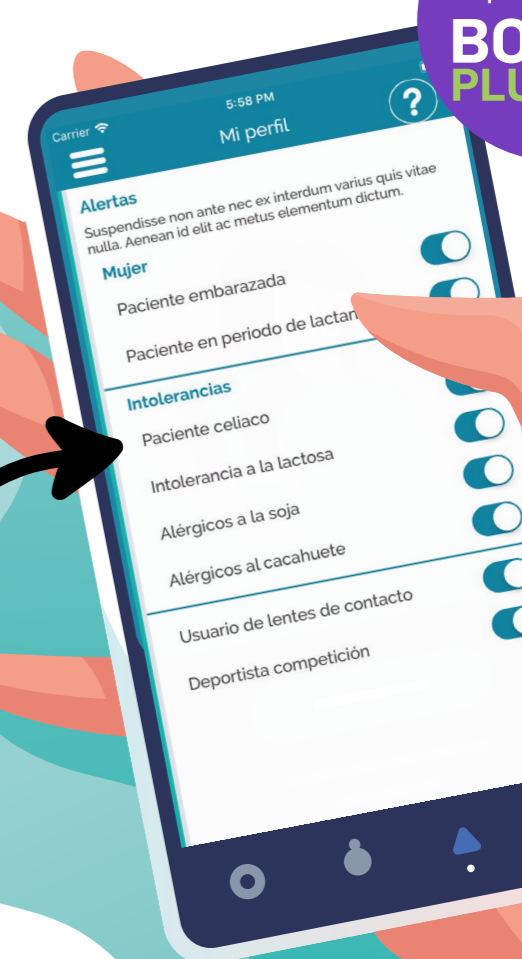 BO
PLU
Carrier
5:58 PM
Mi perfil
?
Alertas
Suspendisse non ante nec ex interdum varius quis vitae
nulla. Aenean id elit ac metus elementum dictum.
Mujer
Paciente embarazada
Paciente en periodo de lactan
Intolerancias
Paciente celiaco
Intolerancia a la lactosa
Alérgicos a la soja
Alérgicos al cacahuete
Usuario de lentes de contacto
Deportista competición